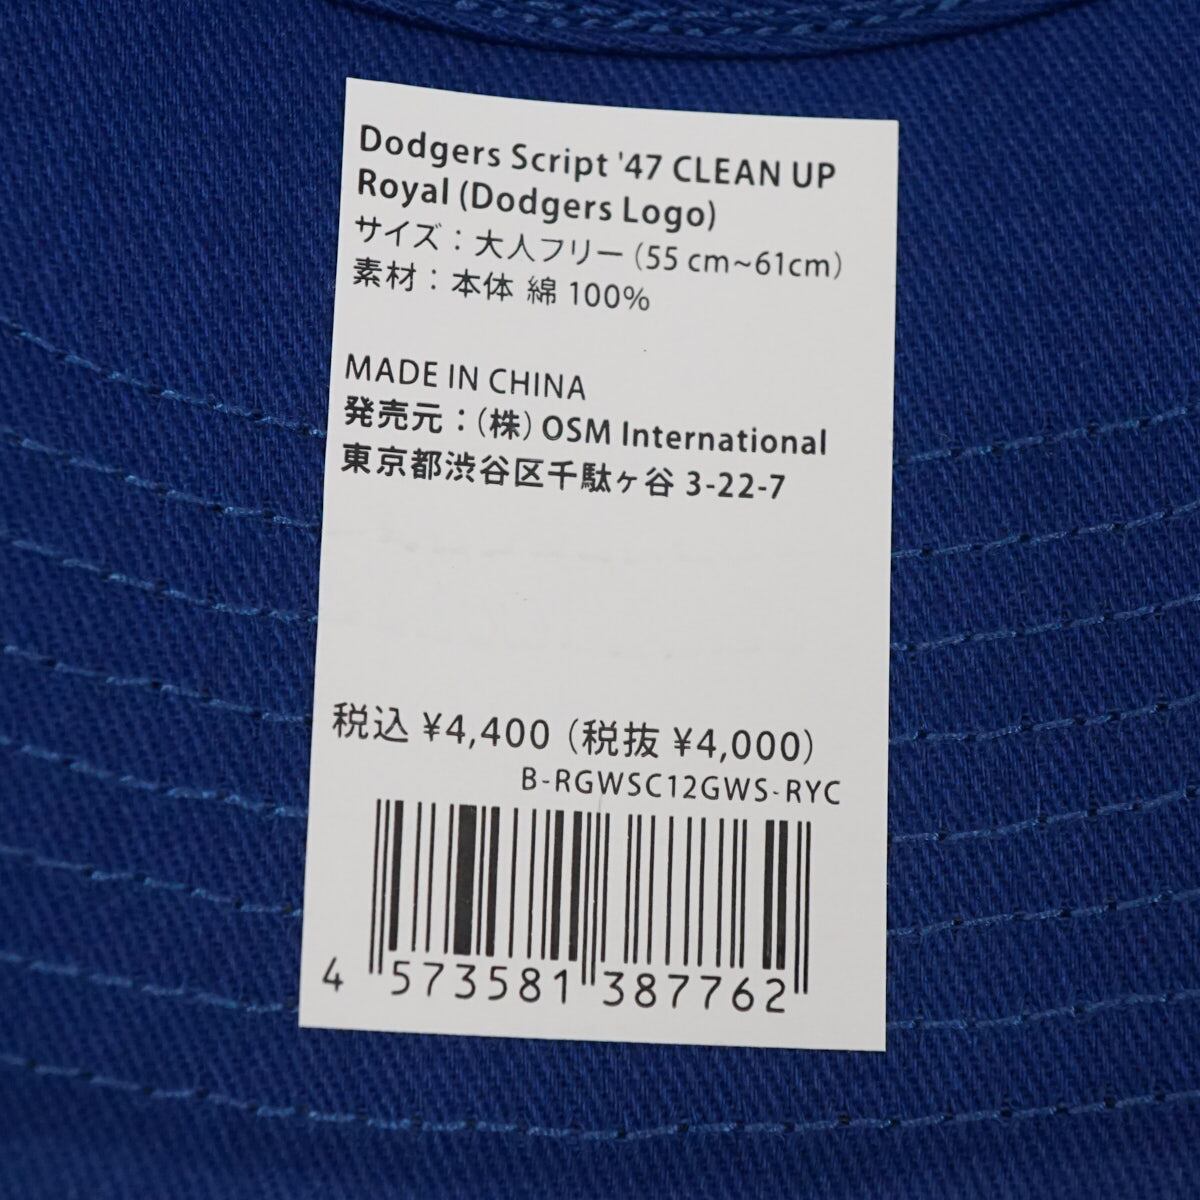 Dodgers Script '47 CLEAN UP
Royal (Dodgers Logo)
サイズ：大人フリー（55 cm~61cm）
素材：本体 綿 100%
MADE IN CHINA
発売元：（株）OSM International
東京都渋谷区千駄ヶ谷 3-22-7
税込 ¥4,400（税抜 ¥4,000）
B-RGWSC12GWS-RYC
4 573581 387762